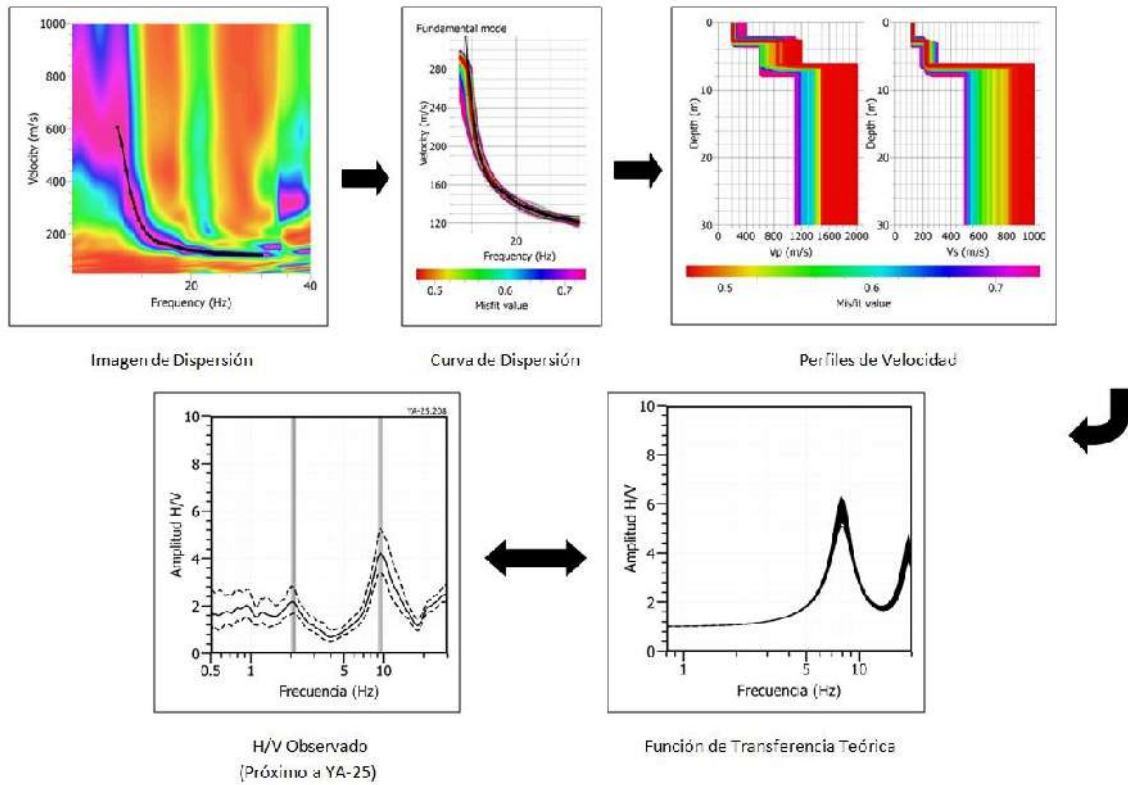 1000
800
600
400
200
Velocity (m/s)
20
40
Frequency (Hz)
Imagen de Dispersión
Fundamental mode
280
240
200
160
120
Velocity (m/s)
20
Frequency (Hz)
0.5
0.6
0.7
Misfit value
Curva de Dispersión
0
10
20
30
Depth (m)
0 400 800 1200 1600 2000
Vp (m/s)
0
10
20
30
Depth (m)
0 200 400 600 800 1000
Vs (m/s)
0.5
0.6
0.7
Misfit value
Perfiles de Velocidad
YA-25.208
10
8
6
4
2
0
Amplitud H/V
0.5 1 5 10
Frecuencia (Hz)
H/V Observado
(Próximo a YA-25)
10
8
6
4
2
0
Amplitud H/V
1 5 10
Frecuencia (Hz)
Función de Transferencia Teórica